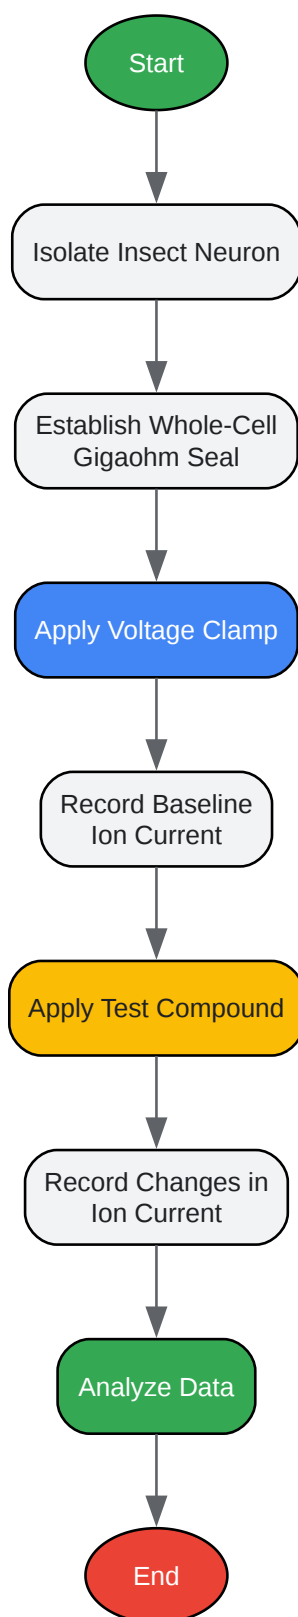 Start
Isolate Insect Neuron
Establish Whole-Cell
Gigaohm Seal
Apply Voltage Clamp
Record Baseline
Ion Current
Apply Test Compound
Record Changes in
Ion Current
Analyze Data
End